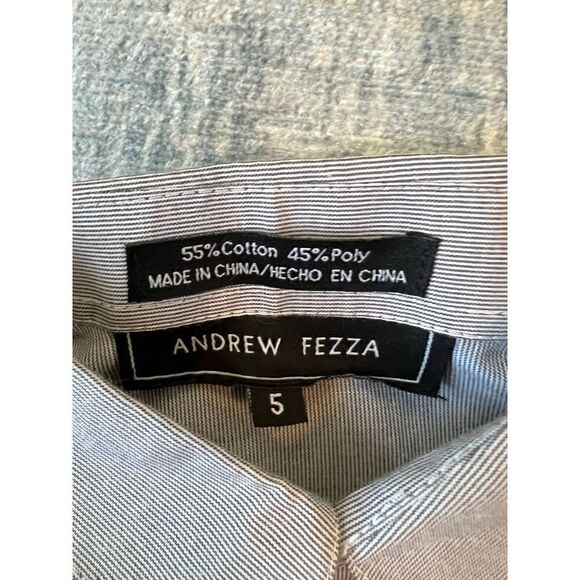 55% Cotton 45% Poly
MADE IN CHINA/HECHO EN CHINA
ANDREW FEZZA
5